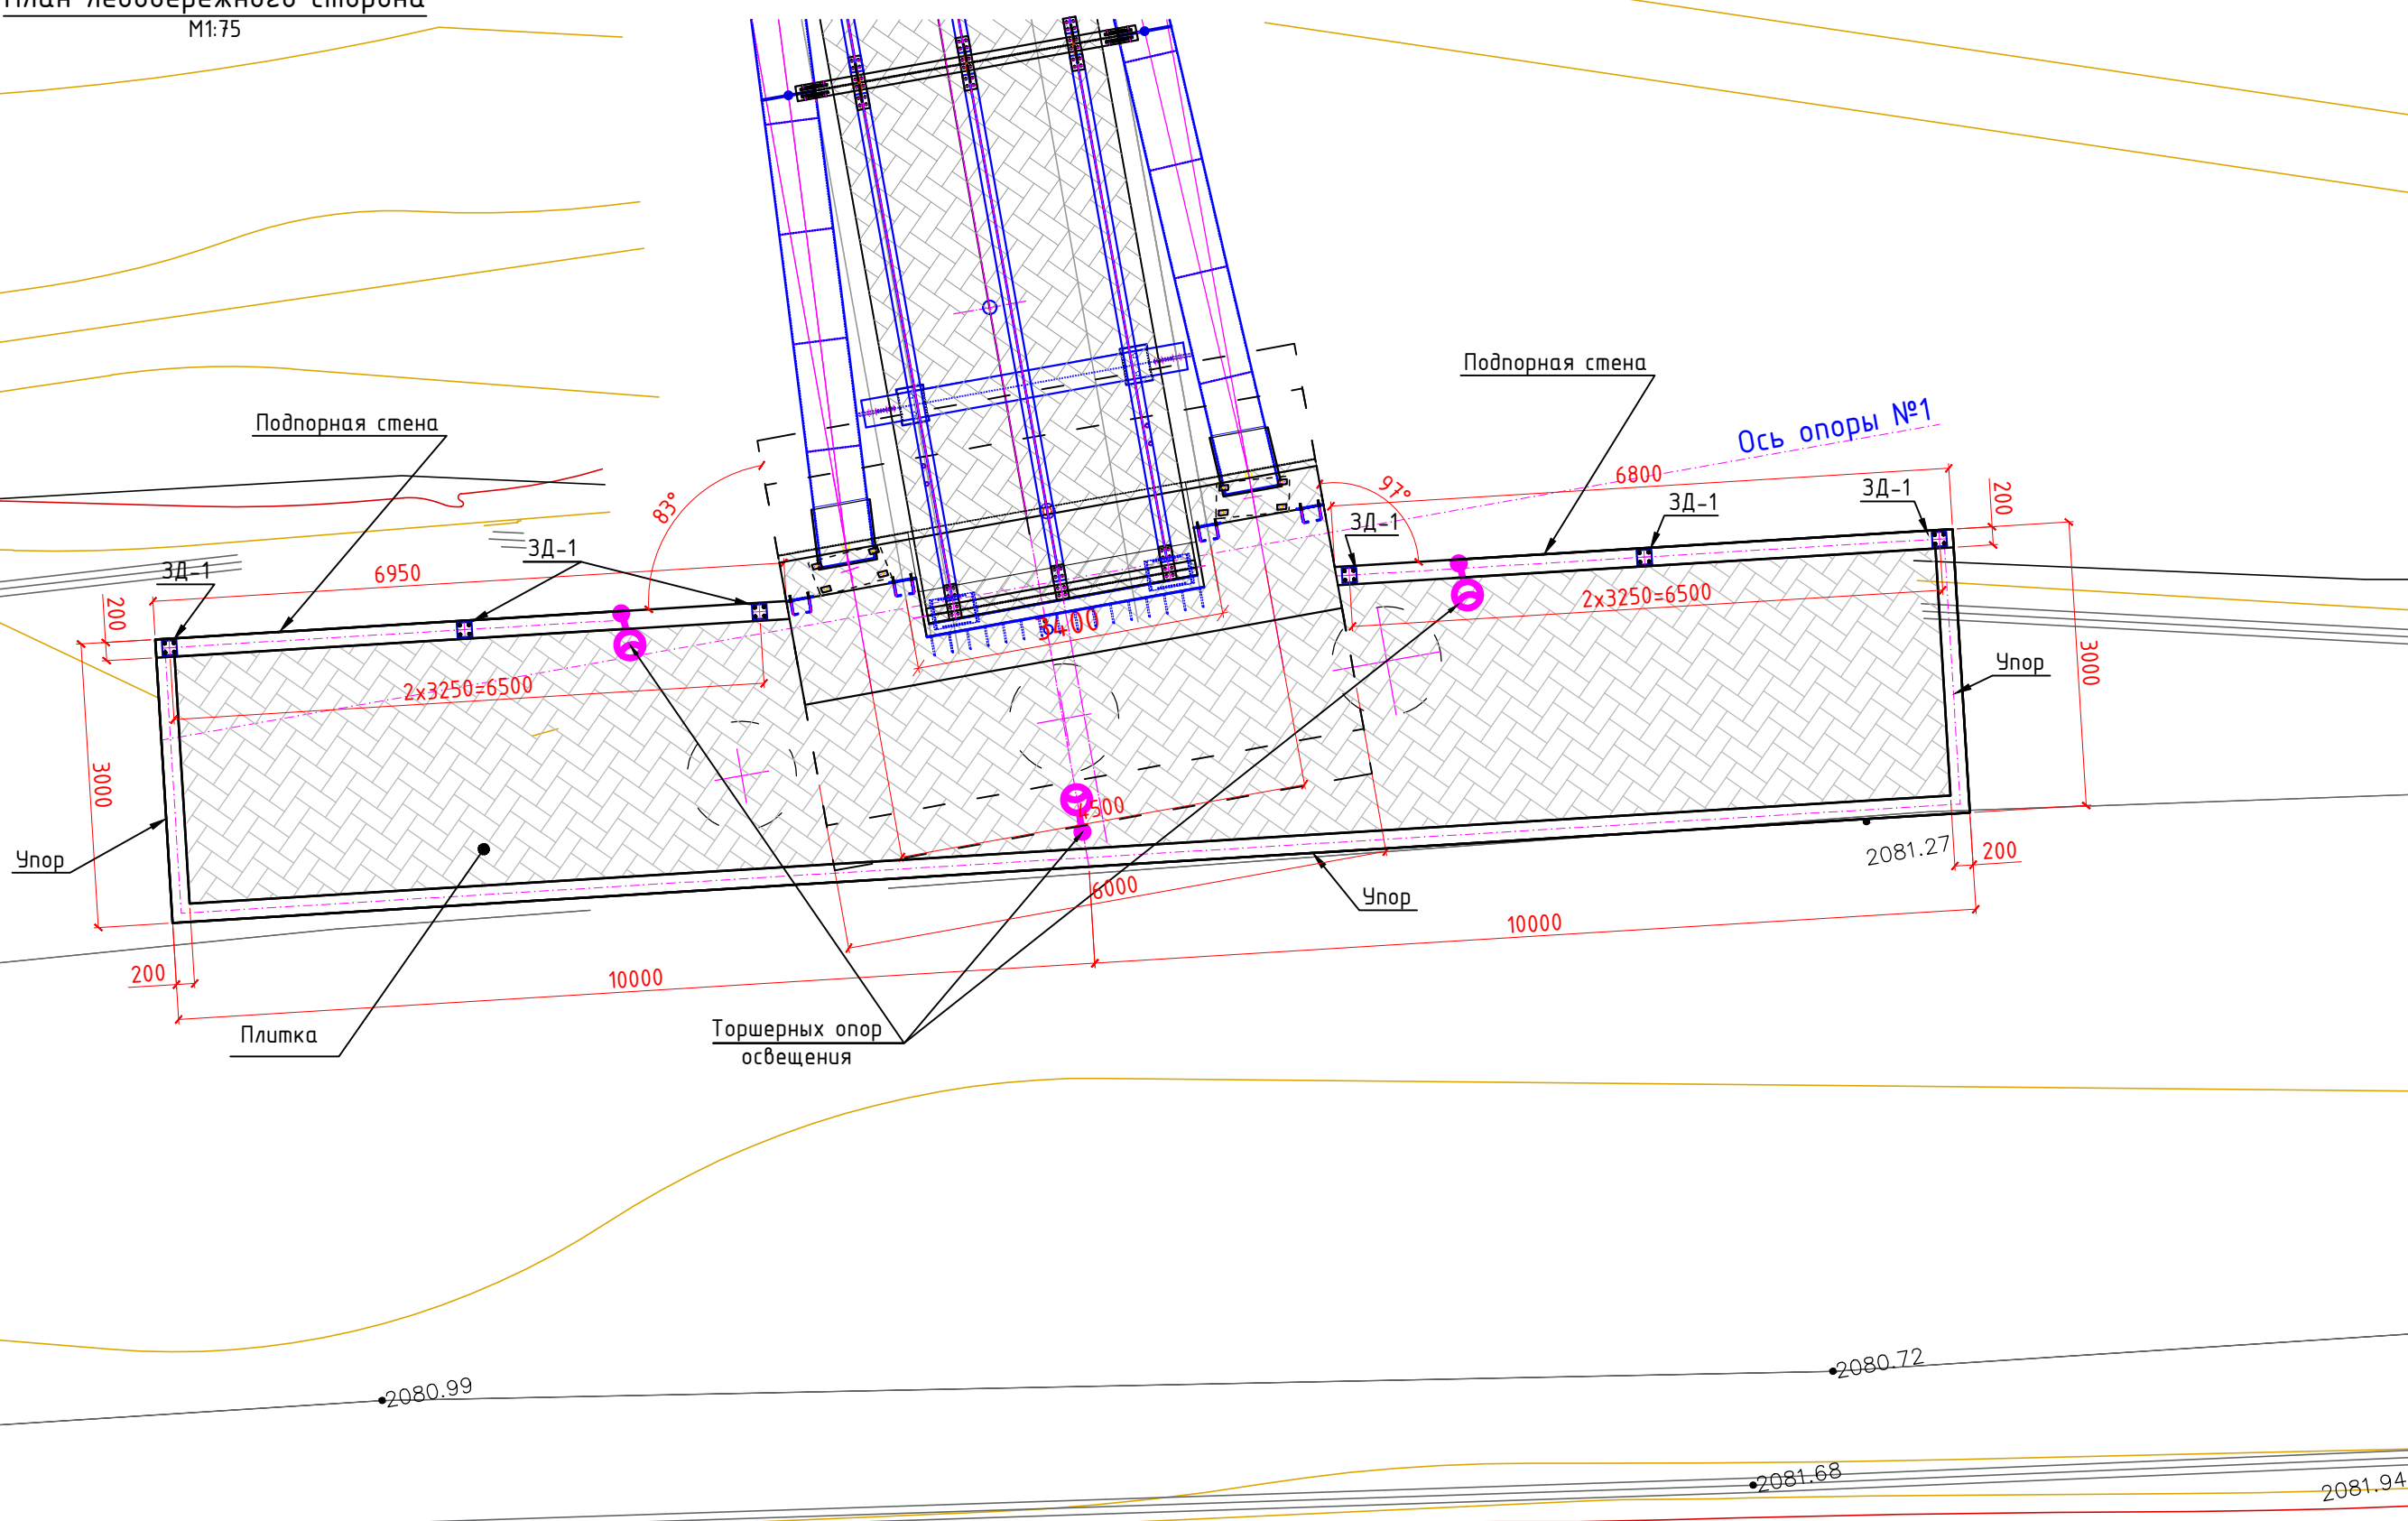 План левобережного сторона
М1:75
Подпорная стена
Подпорная стена
Ось опоры №1
6800
200
ЗД-1
ЗД-1
ЗД-1
97°
83°
ЗД-1
ЗД-1
6950
200
2х3250=6500
2х3250=6500
3400
Упор
3000
3000
4500
Упор
2081.27
200
6000
Упор
10000
200
10000
Плитка
Торшерных опор
освещения
2080.99
2080.72
2081.68
2081.94